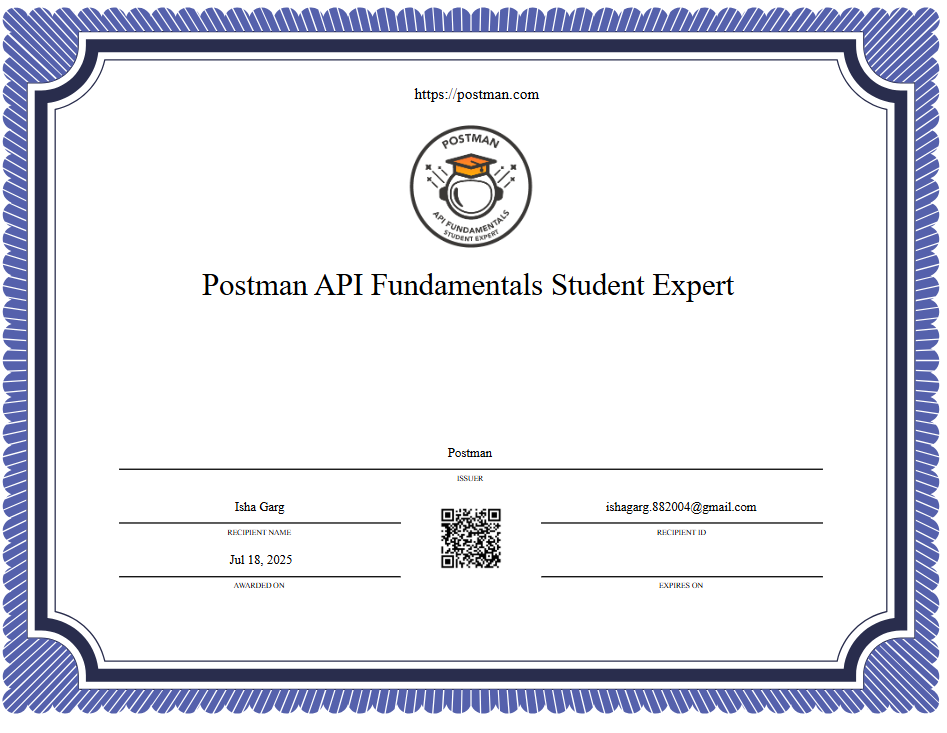 https://postman.com
POSTMAN
API FUNDAMENTALS
STUDENT EXPERT
Postman API Fundamentals Student Expert
Postman
ISSUER
Isha Garg
ishagarg.882004@gmail.com
RECIPIENT NAME
RECIPIENT ID
Jul 18, 2025
AWARDED ON
EXPIRES ON